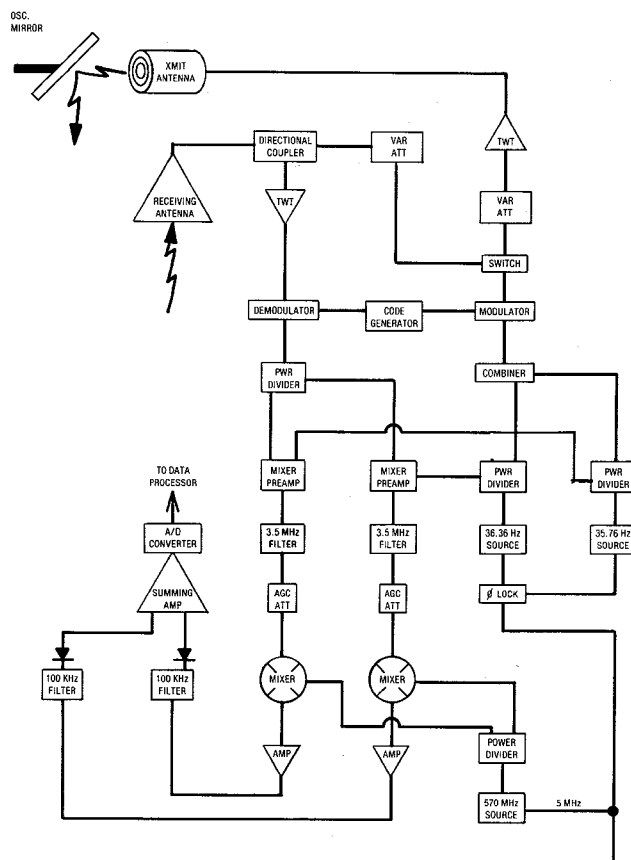 OSC.
MIRROR
XMIT
ANTENNA
TWT
DIRECTIONAL
COUPLER
VAR
ATT
RECEIVING
ANTENNA
TWT
VAR
ATT
SWITCH
DEMODULATOR
CODE
GENERATOR
MODULATOR
PWR
DIVIDER
COMBINER
TO DATA
PROCESSOR
MIXER
PREAMP
MIXER
PREAMP
PWR
DIVIDER
PWR
DIVIDER
A/D
CONVERTER
3.5 MHz
FILTER
3.5 MHz
FILTER
36.36 Hz
SOURCE
35.76 Hz
SOURCE
SUMMING
AMP
AGC
ATT
AGC
ATT
ϕ LOCK
100 KHz
FILTER
100 KHz
FILTER
MIXER
MIXER
AMP
AMP
POWER
DIVIDER
570 MHz
SOURCE
5 MHz